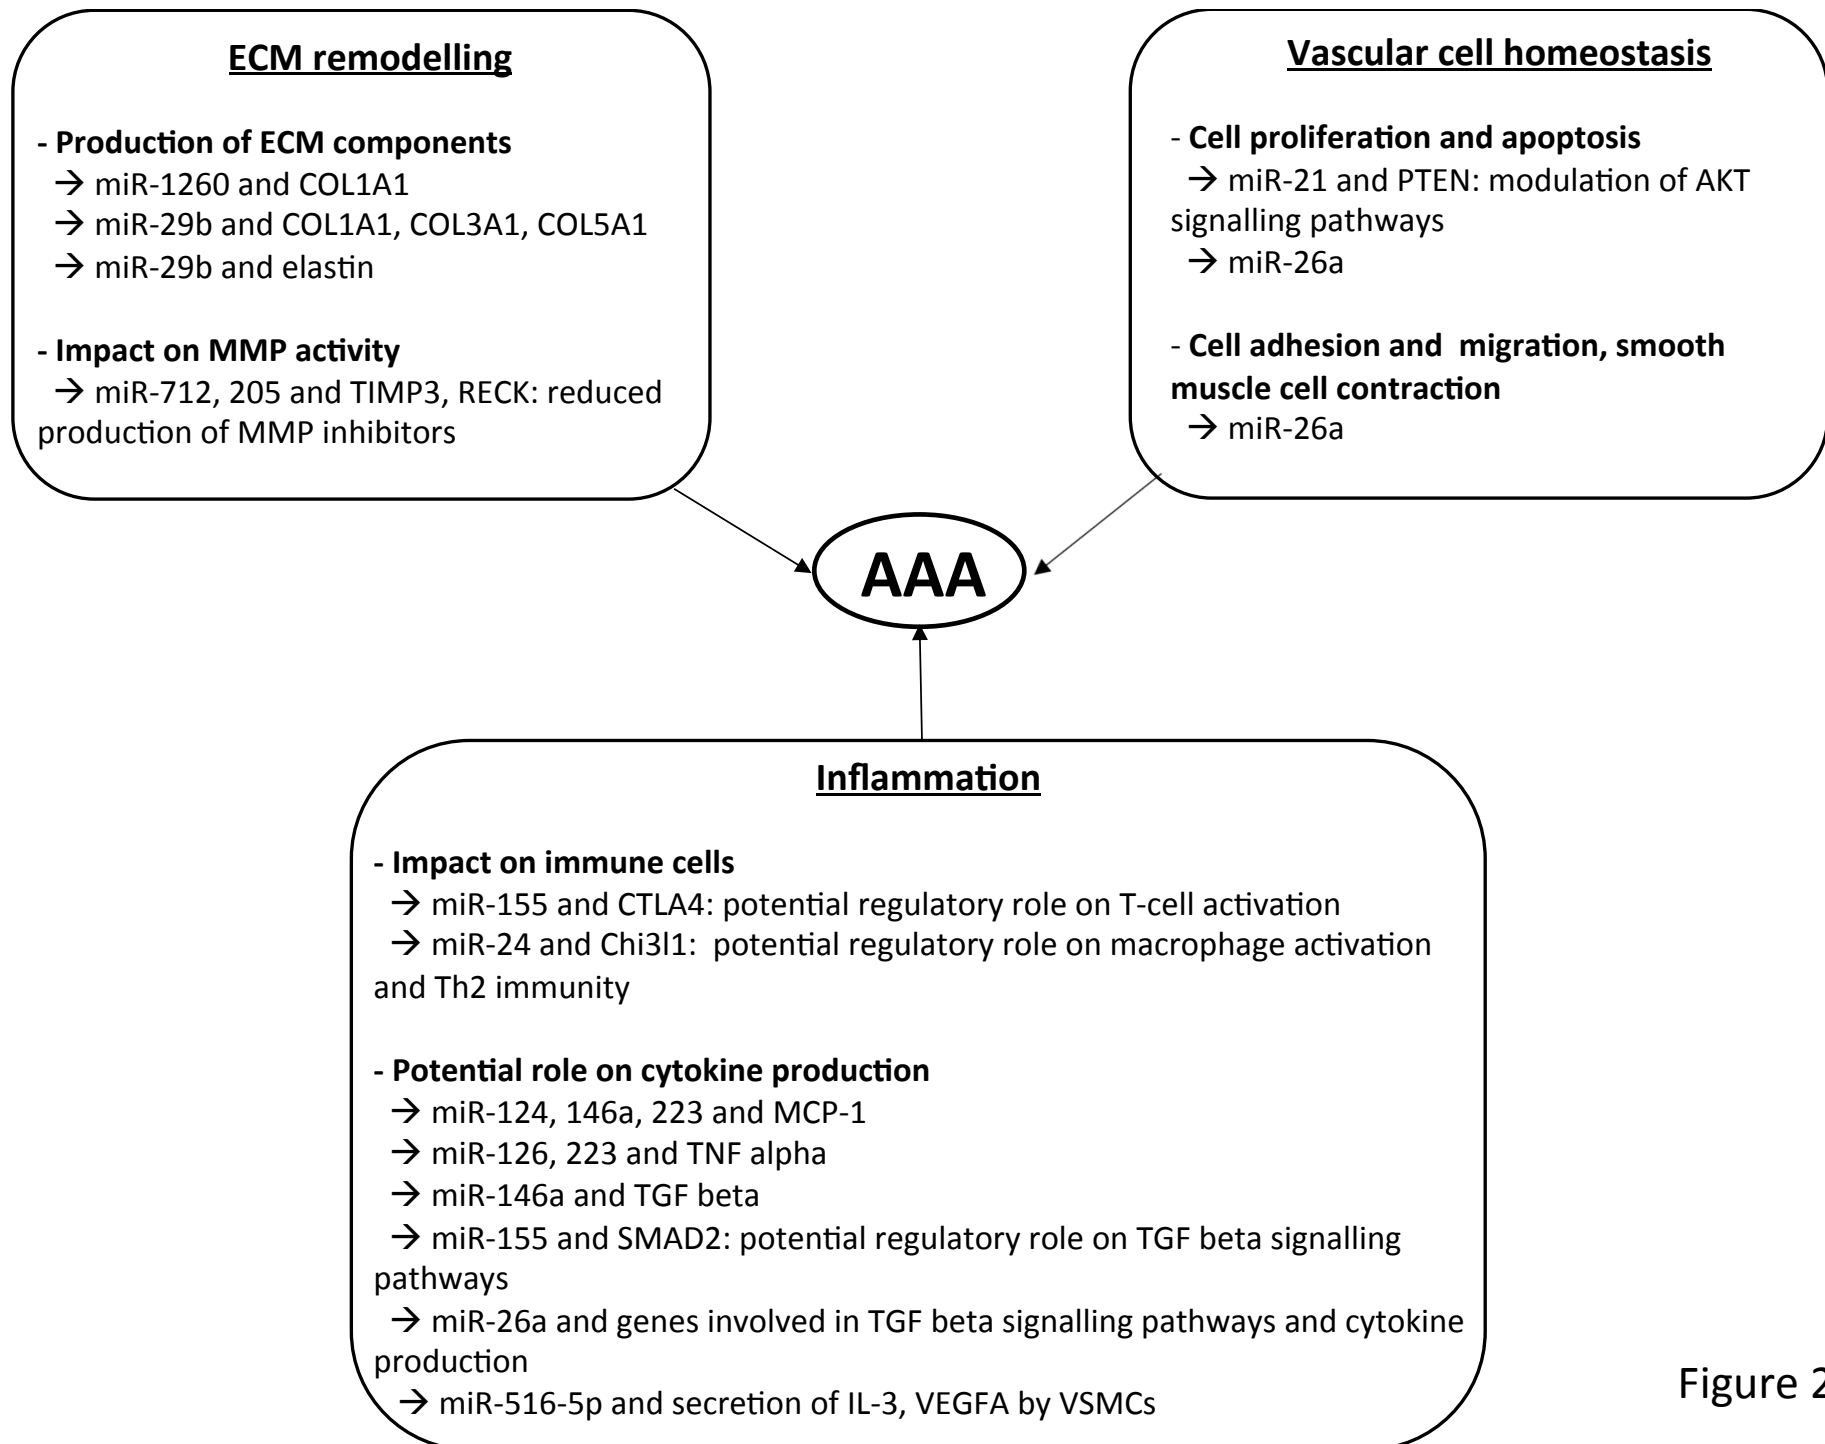 ECM remodelling
- Production of ECM components
→ miR-1260 and COL1A1
→ miR-29b and COL1A1, COL3A1, COL5A1
→ miR-29b and elastin
- Impact on MMP activity
→ miR-712, 205 and TIMP3, RECK: reduced
production of MMP inhibitors
Vascular cell homeostasis
- Cell proliferation and apoptosis
→ miR-21 and PTEN: modulation of AKT
signalling pathways
→ miR-26a
- Cell adhesion and  migration, smooth
muscle cell contraction
→ miR-26a
AAA
Inflammation
- Impact on immune cells
→ miR-155 and CTLA4: potential regulatory role on T-cell activation
→ miR-24 and Chi3l1:  potential regulatory role on macrophage activation
and Th2 immunity
- Potential role on cytokine production
→ miR-124, 146a, 223 and MCP-1
→ miR-126, 223 and TNF alpha
→ miR-146a and TGF beta
→ miR-155 and SMAD2: potential regulatory role on TGF beta signalling
pathways
→ miR-26a and genes involved in TGF beta signalling pathways and cytokine
production
→ miR-516-5p and secretion of IL-3, VEGFA by VSMCs
Figure 2